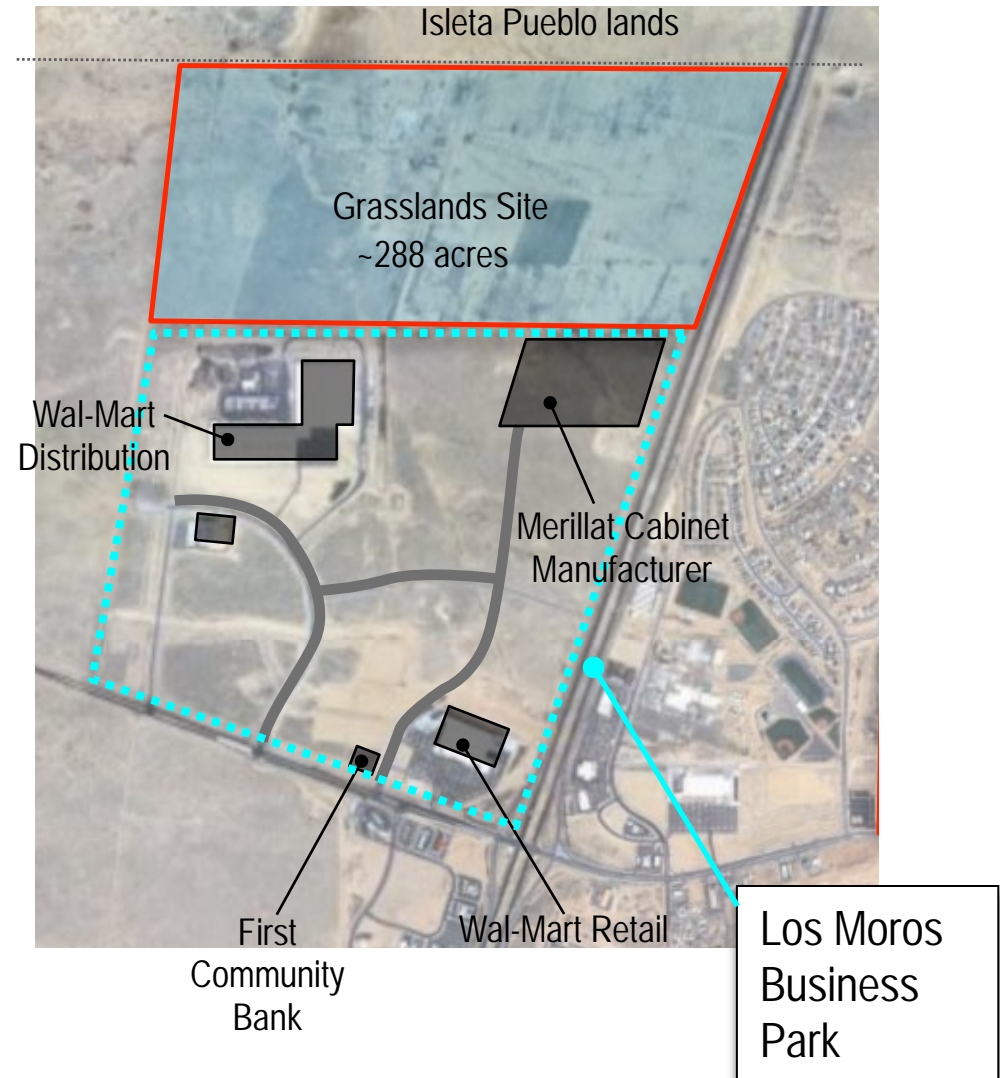 Isleta Pueblo lands
Grasslands Site
~288 acres
Wal-Mart
Distribution
Merillat Cabinet
Manufacturer
First
Community
Bank
Wal-Mart Retail
Los Moros
Business
Park